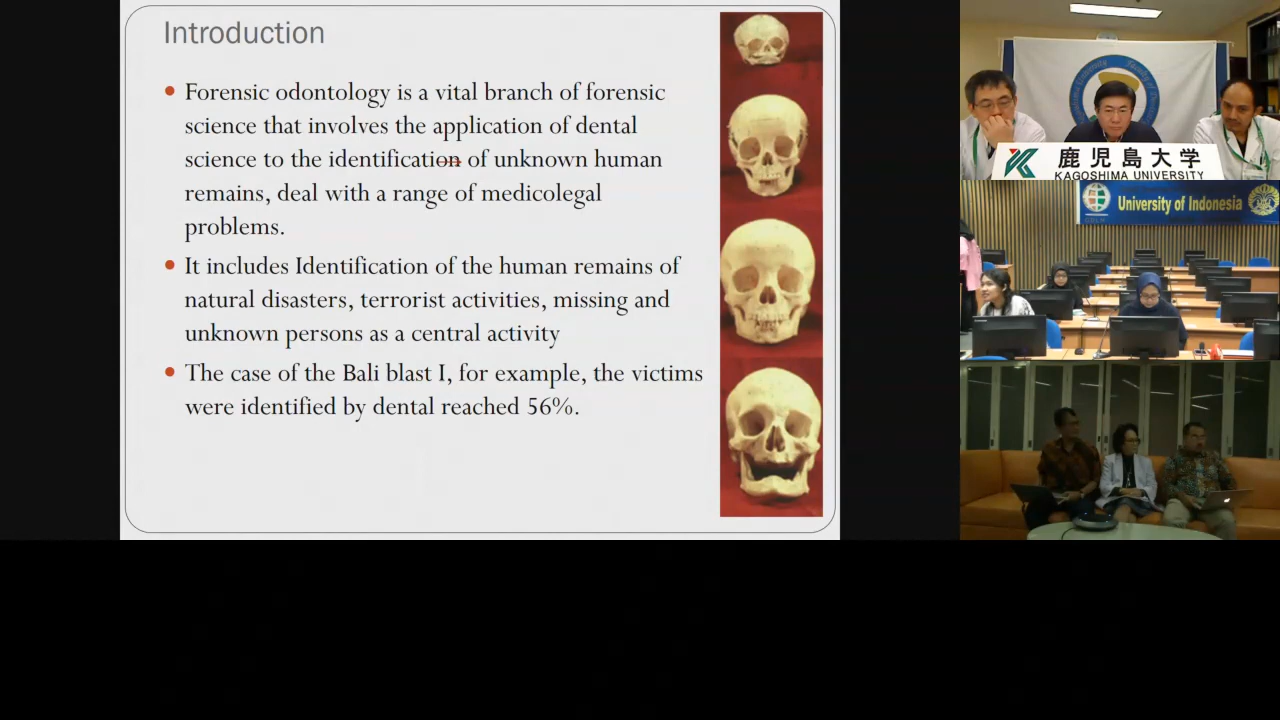 Introduction
Forensic odontology is a vital branch of forensic
science that involves the application of dental
science to the identification of unknown human
remains, deal with a range of medicolegal
problems.
It includes Identification of the human remains of
natural disasters, terrorist activities, missing and
unknown persons as a central activity
The case of the Bali blast I, for example, the victims
were identified by dental reached 56%.
鹿児島大学
KAGOSHIMA UNIVERSITY
University of Indonesia